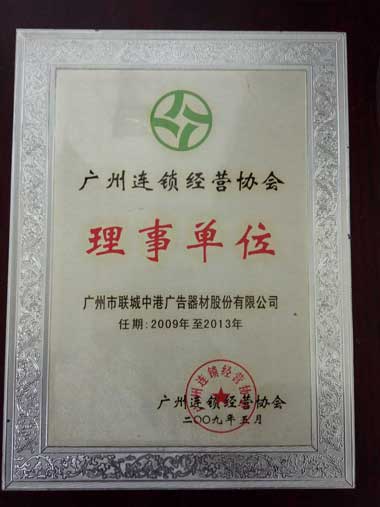 广州连锁经营协会
理事单位
广州市联城中港广告器材股份有限公司
任期:2009年至2013年
广州连锁经营协会
广州连锁经营协会
二〇〇九年五月